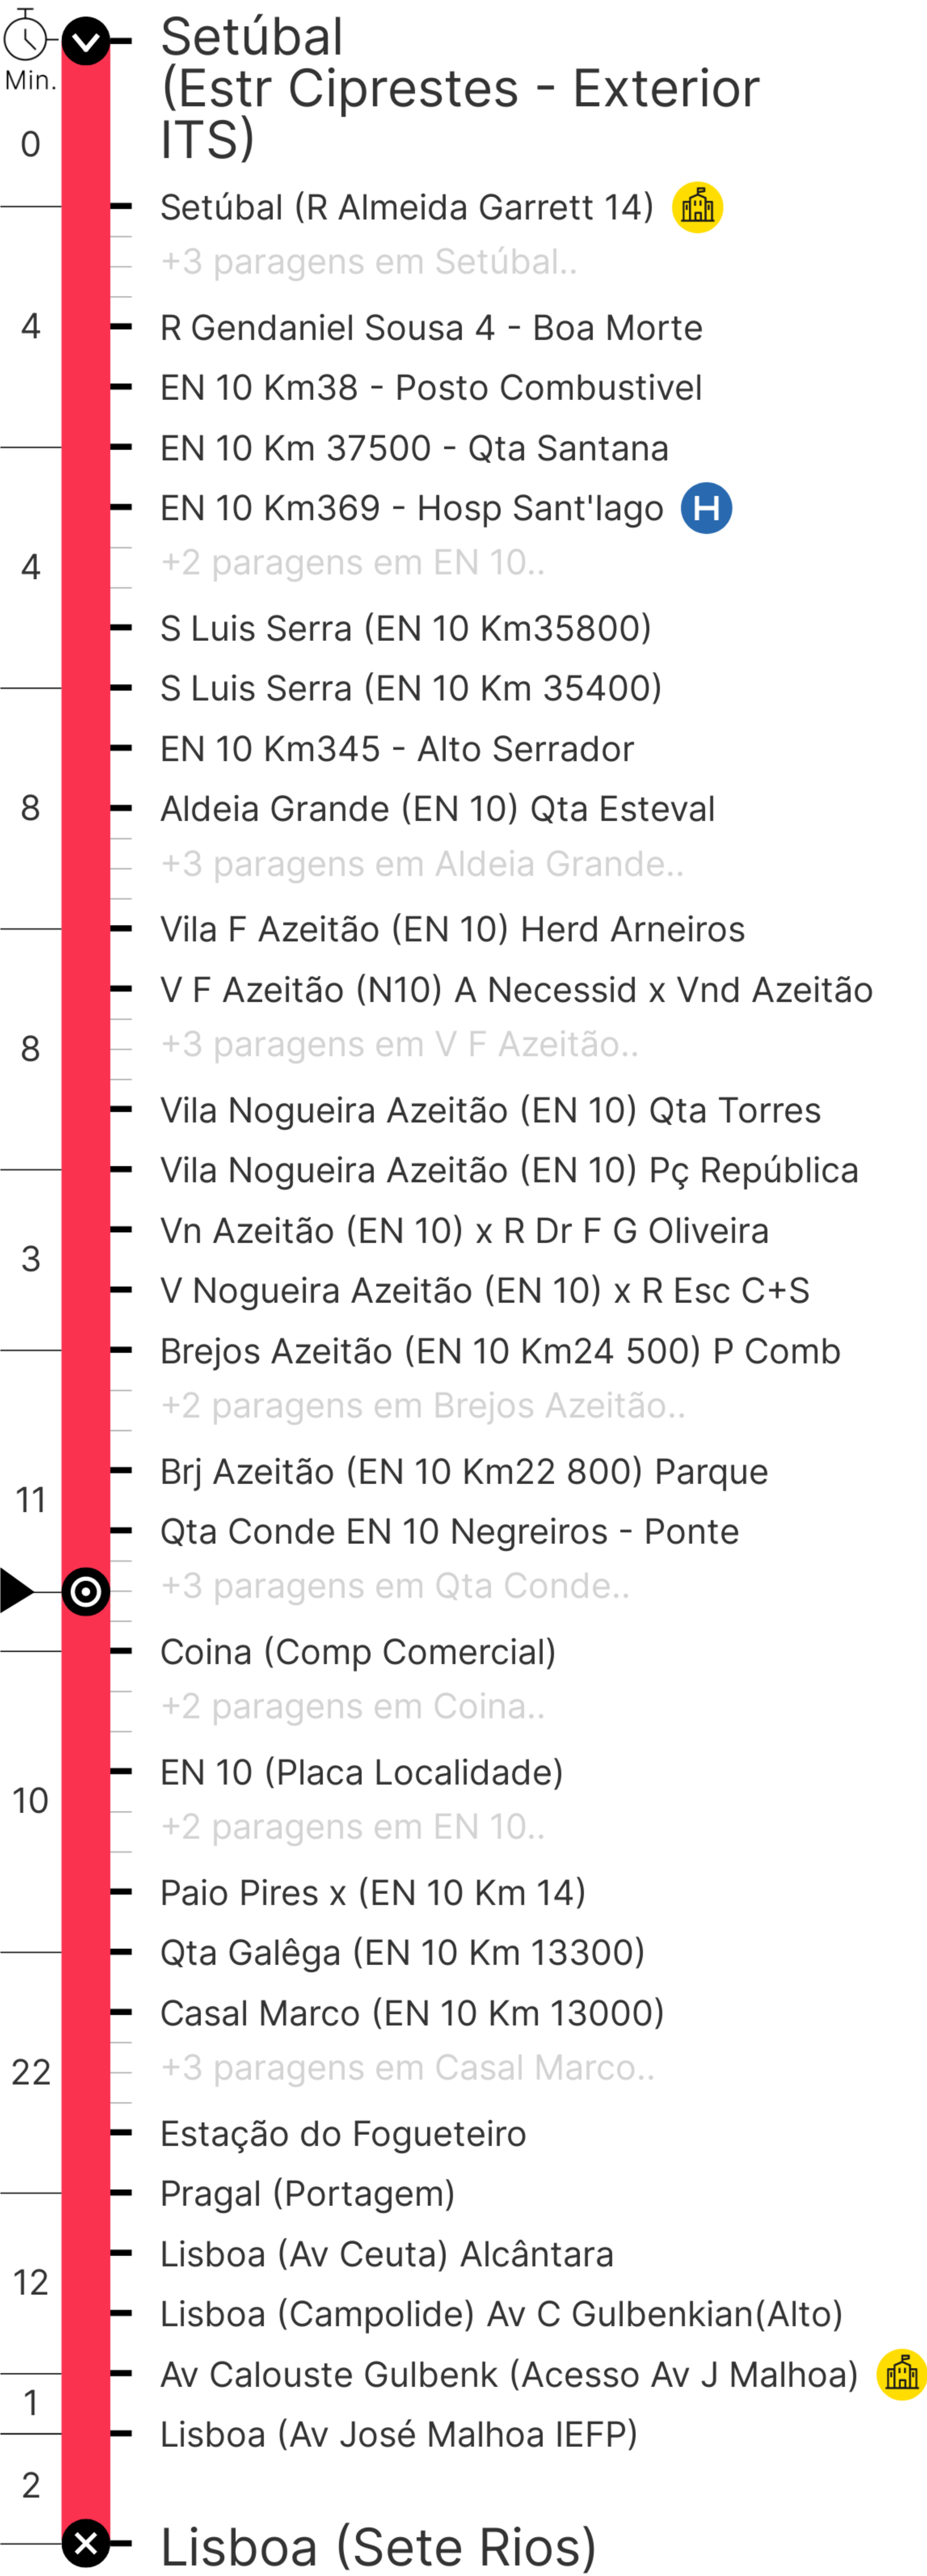 Min.
Setúbal
(Estr Ciprestes - Exterior
ITS)
0
Setúbal (R Almeida Garrett 14)
+3 paragens em Setúbal..
4
R Gendaniel Sousa 4 - Boa Morte
EN 10 Km38 - Posto Combustivel
EN 10 Km 37500 - Qta Santana
EN 10 Km369 - Hosp Sant'Iago H
+2 paragens em EN 10..
4
S Luis Serra (EN 10 Km35800)
S Luis Serra (EN 10 Km 35400)
EN 10 Km345 - Alto Serrador
8
Aldeia Grande (EN 10) Qta Esteval
+3 paragens em Aldeia Grande..
Vila F Azeitão (EN 10) Herd Arneiros
V F Azeitão (N10) A Necessid x Vnd Azeitão
8
+3 paragens em V F Azeitão..
Vila Nogueira Azeitão (EN 10) Qta Torres
Vila Nogueira Azeitão (EN 10) Pç República
Vn Azeitão (EN 10) x R Dr F G Oliveira
3
V Nogueira Azeitão (EN 10) x R Esc C+S
Brejos Azeitão (EN 10 Km24 500) P Comb
+2 paragens em Brejos Azeitão..
Brj Azeitão (EN 10 Km22 800) Parque
11
Qta Conde EN 10 Negreiros - Ponte
+3 paragens em Qta Conde..
Coina (Comp Comercial)
+2 paragens em Coina..
EN 10 (Placa Localidade)
10
+2 paragens em EN 10..
Paio Pires x (EN 10 Km 14)
Qta Galêga (EN 10 Km 13300)
Casal Marco (EN 10 Km 13000)
22
+3 paragens em Casal Marco..
Estação do Fogueteiro
Pragal (Portagem)
Lisboa (Av Ceuta) Alcântara
12
Lisboa (Campolide) Av C Gulbenkian(Alto)
Av Calouste Gulbenk (Acesso Av J Malhoa)
1
Lisboa (Av José Malhoa IEFP)
2
Lisboa (Sete Rios)